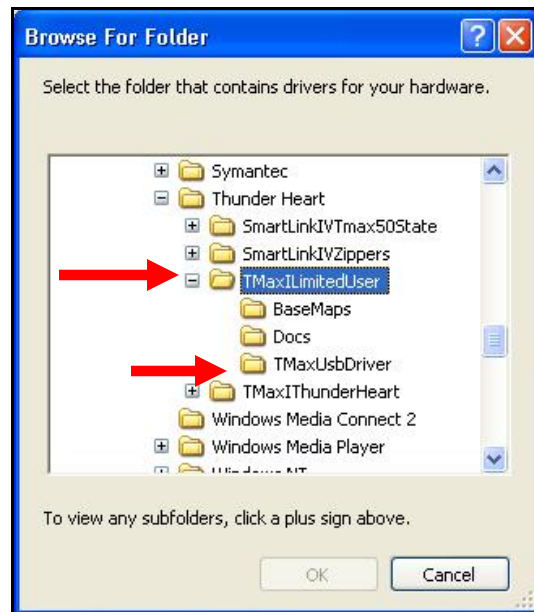 Browse For Folder
Select the folder that contains drivers for your hardware.
Symantec
Thunder Heart
SmartLinkIVTmax50State
SmartLinkIVZippers
TMaxILimitedUser
BaseMaps
Docs
TMaxUsbDriver
TMaxIThunderHeart
Windows Media Connect 2
Windows Media Player
Windows NT
To view any subfolders, click a plus sign above.
OK
Cancel